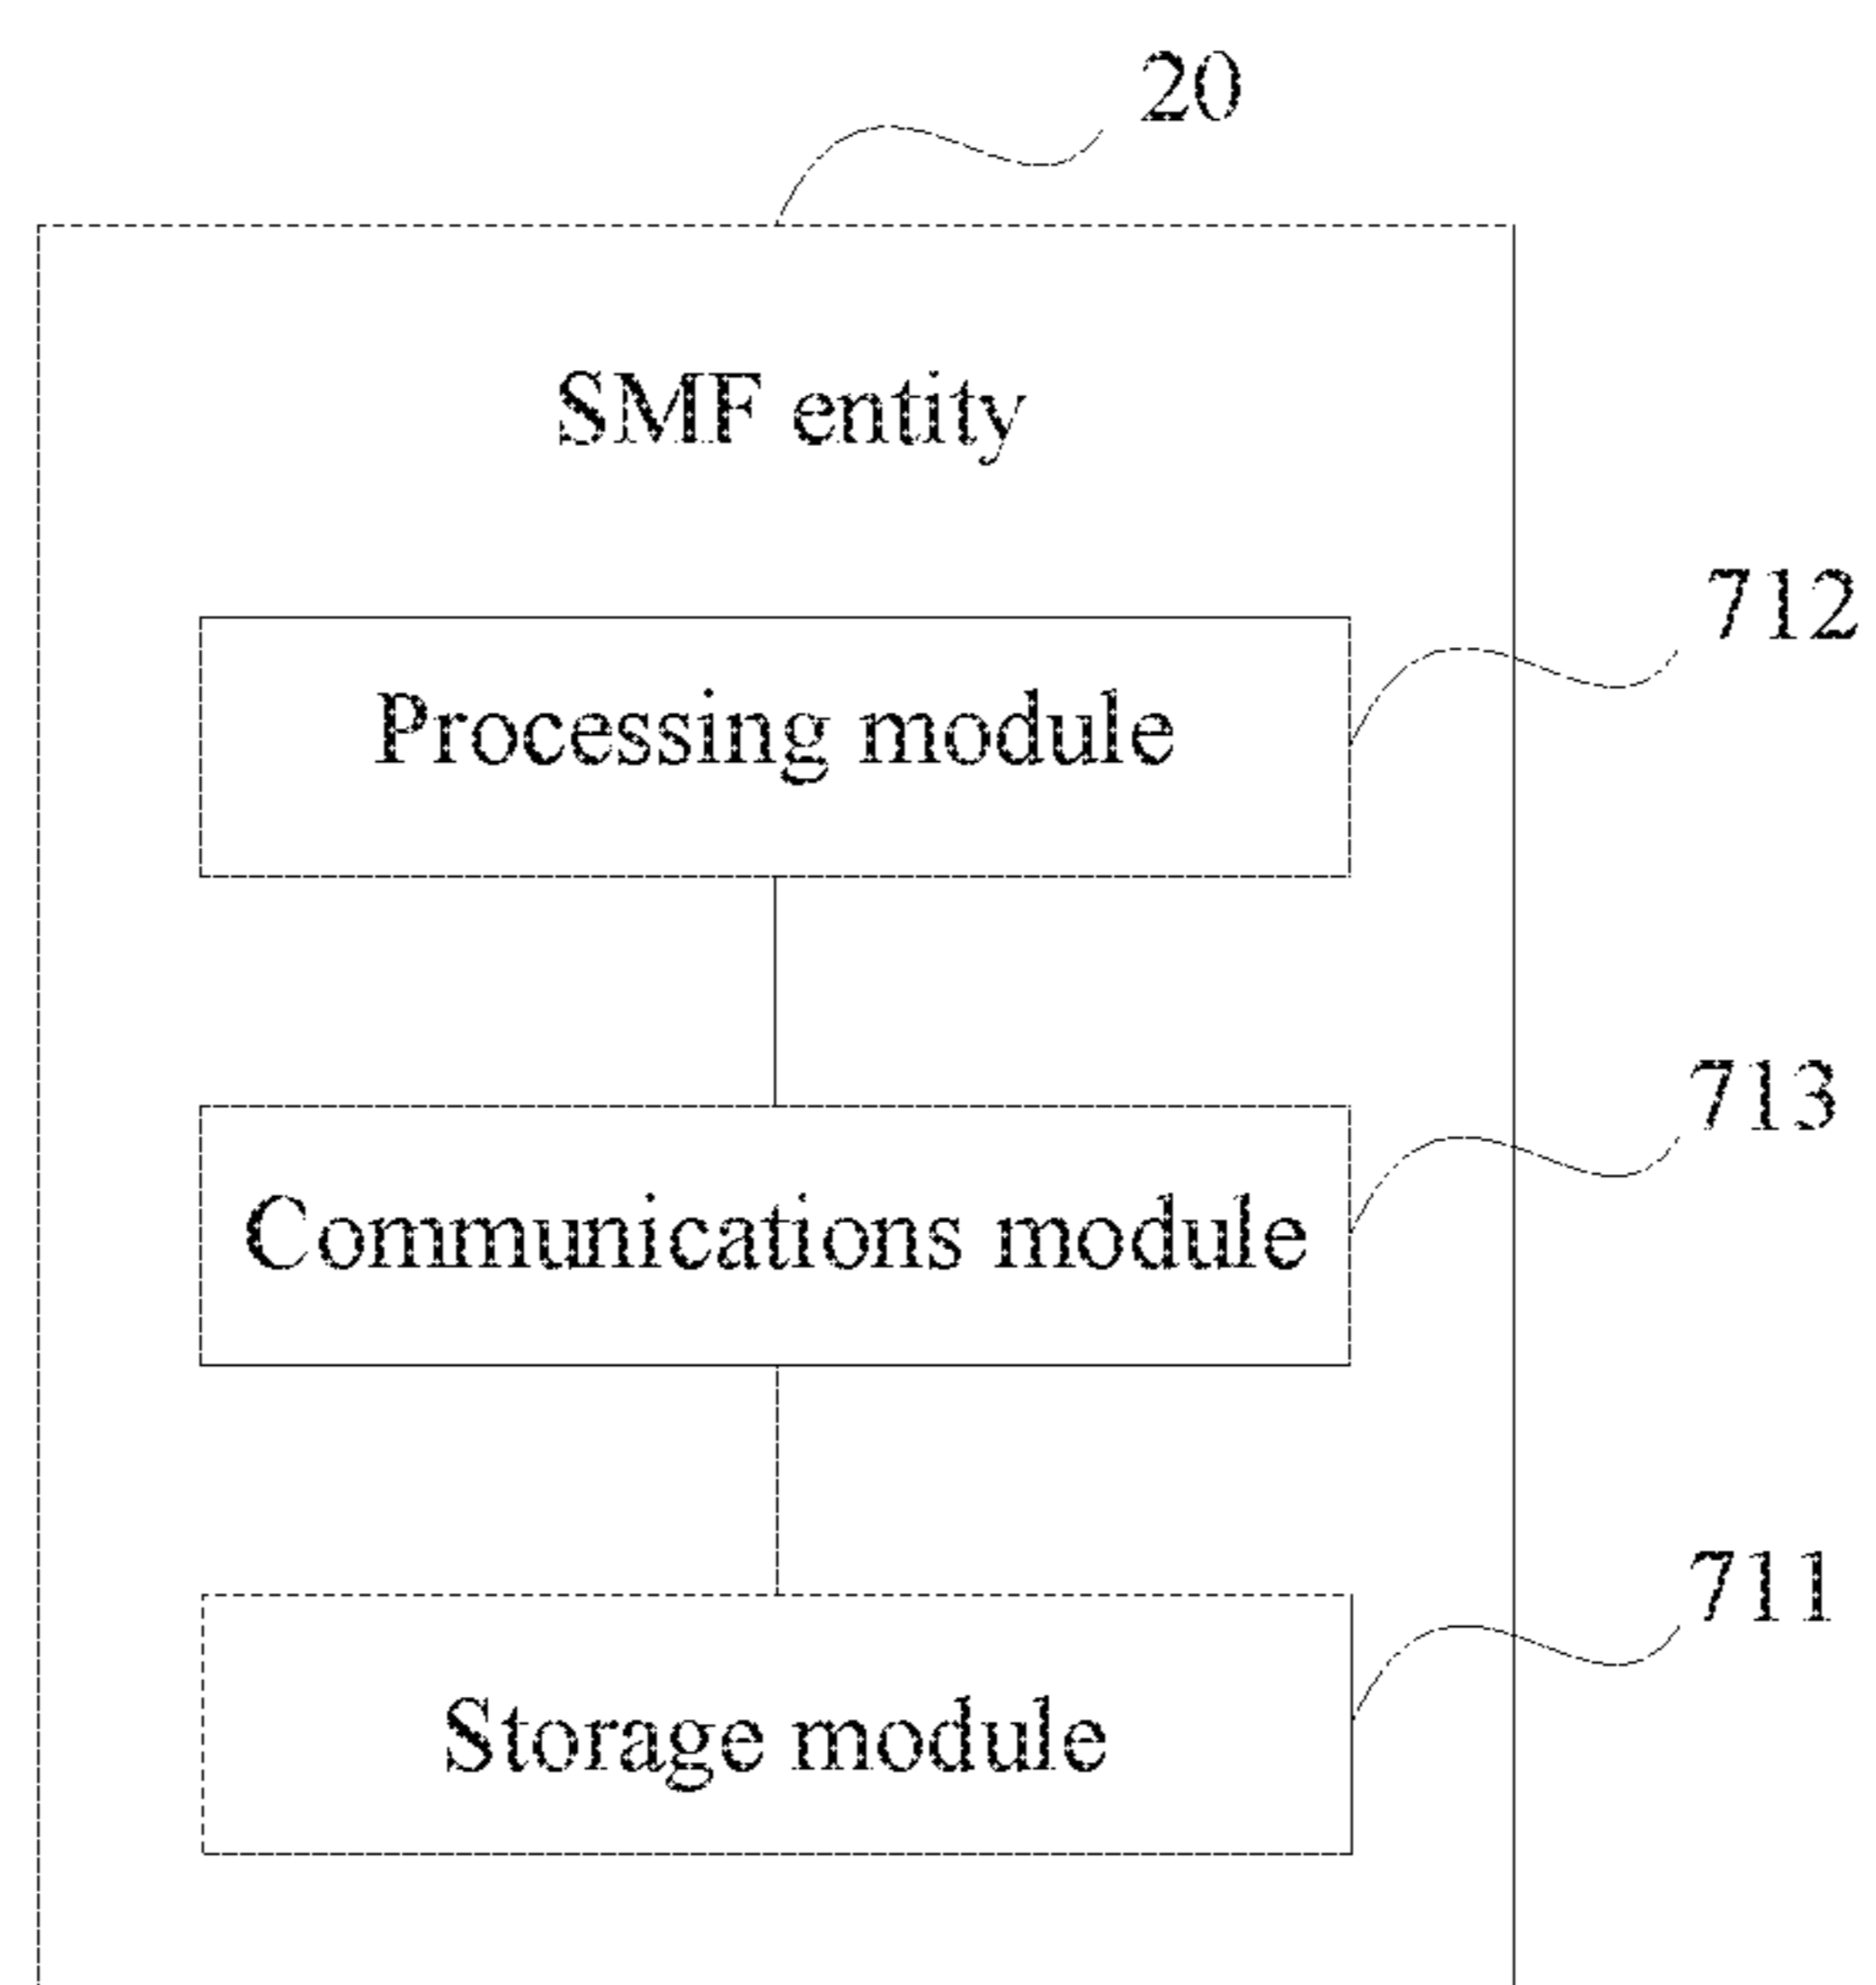 20
SMF entity
712
Processing module
713
Communications module
711
Storage module